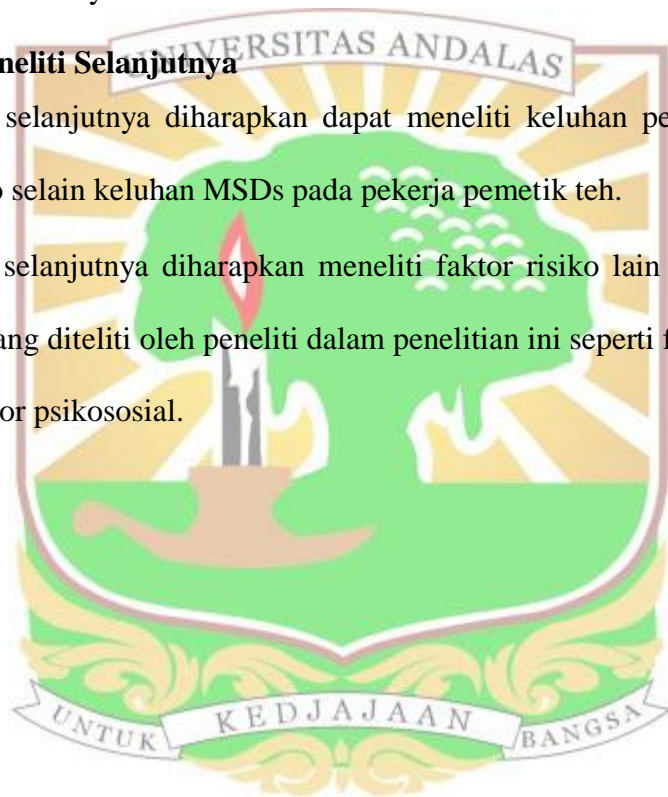 UNIVERSITAS ANDALAS
neliti Selanjutnya
selanjutnya diharapkan dapat meneliti keluhan pe
selain keluhan MSDs pada pekerja pemetik teh.
selanjutnya diharapkan meneliti faktor risiko lain
ang diteliti oleh peneliti dalam penelitian ini seperti f
or psikososial.
UNTUK KEDJAJAAN BANGSA